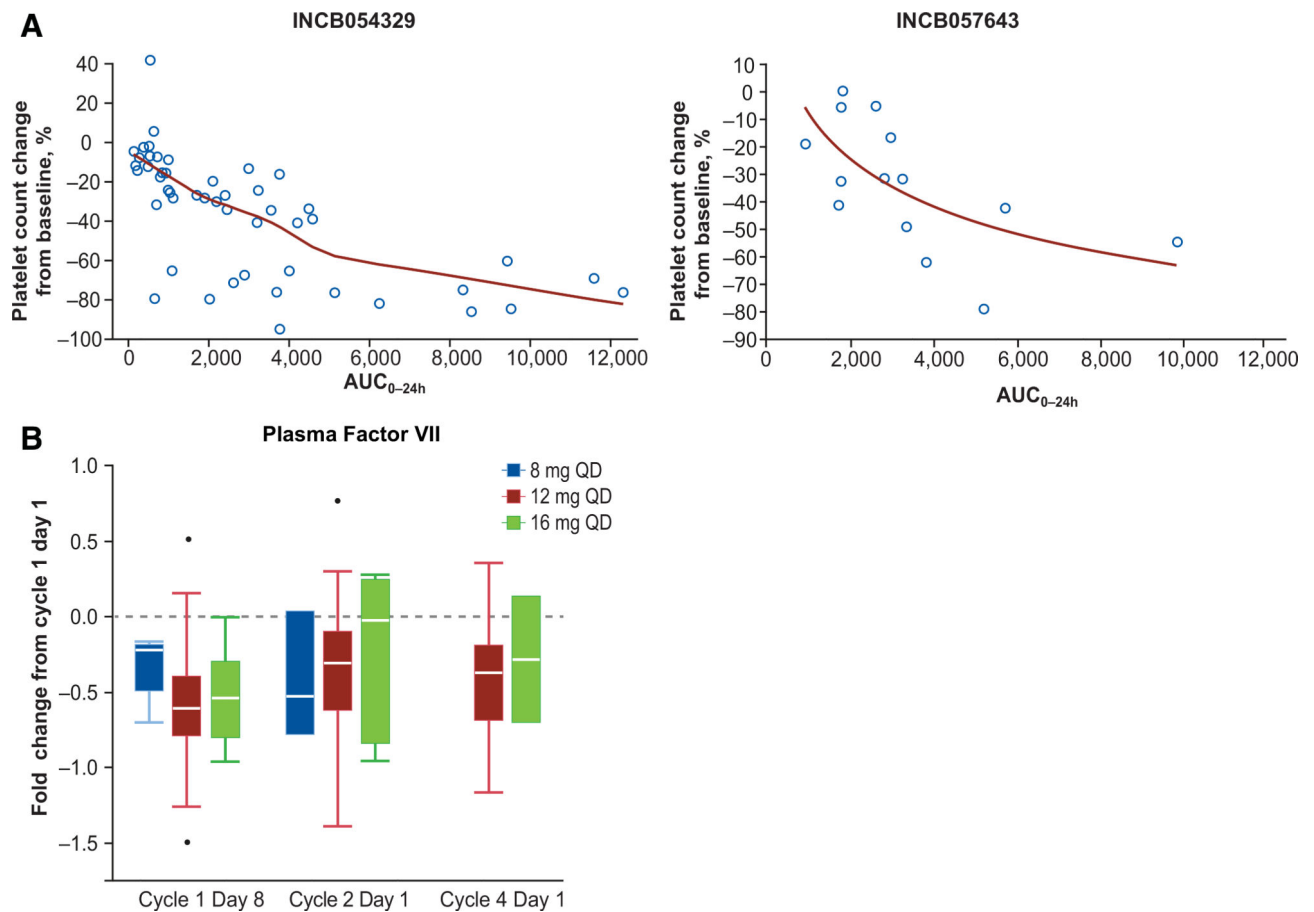 A
INCB054329
Platelet count change
from baseline, %
40
20
0
−20
−40
−60
−80
−100
0
2,000
4,000
6,000
8,000
10,000
12,000
AUC0–24h
INCB057643
Platelet count change
from baseline, %
10
0
−10
−20
−30
−40
−50
−60
−70
−80
−90
0
2,000
4,000
6,000
8,000
10,000
12,000
AUC0–24h
B
Plasma Factor VII
Fold change from cycle 1 day 1
1.0
0.5
0.0
−0.5
−1.0
−1.5
8 mg QD
12 mg QD
16 mg QD
Cycle 1 Day 8
Cycle 2 Day 1
Cycle 4 Day 1